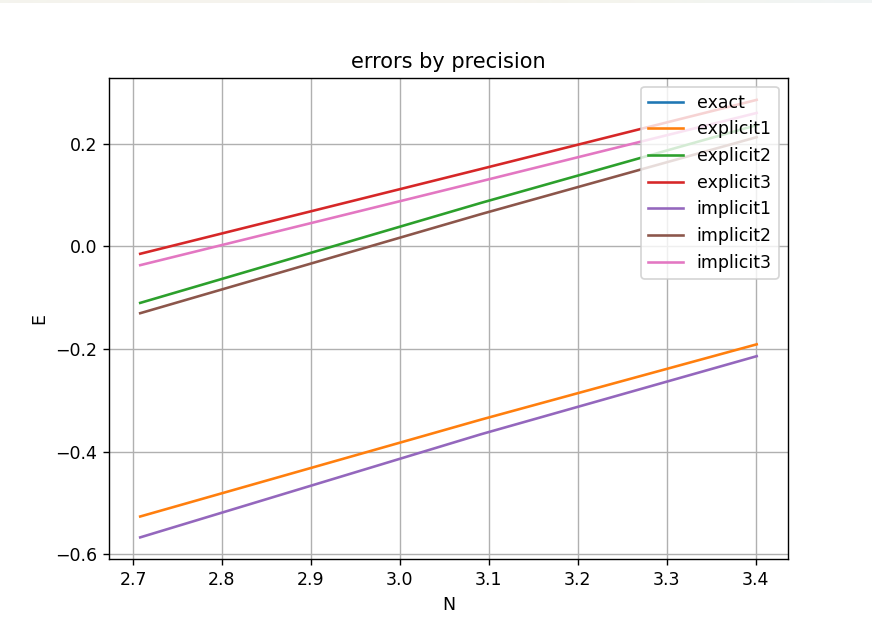 errors by precision
exact
explicit1
explicit2
explicit3
implicit1
implicit2
implicit3
0.2
0.0
−0.2
−0.4
−0.6
E
2.7 2.8 2.9 3.0 3.1 3.2 3.3 3.4
N